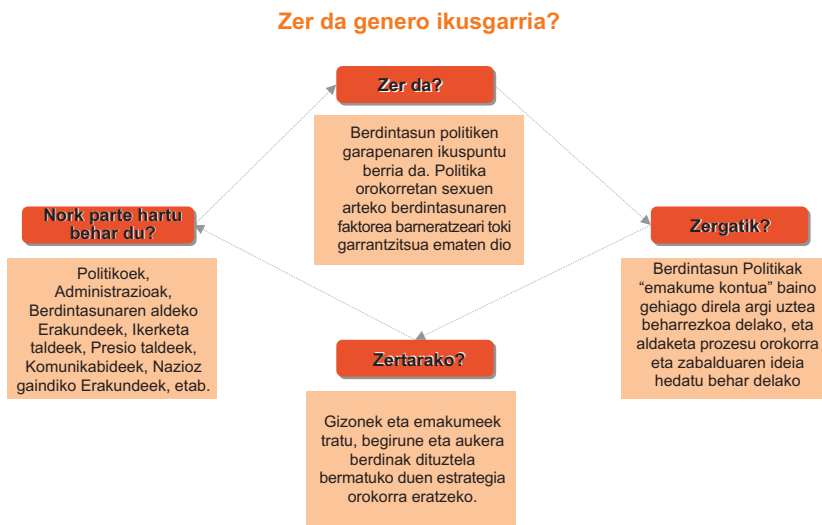 Zer da genero ikusgarria?
Zer da?
Berdintasun politiken
garapenaren ikuspuntu
berria da. Politika
orokorretan sexuen
arteko berdintasunaren
faktorea barneratzeari toki
garrantzitsua ematen dio
Nork parte hartu
behar du?
Politikoek,
Administrazioak,
Berdintasunaren aldeko
Erakundeek, Ikerketa
taldeek, Presio taldeek,
Komunikabideek, Nazioz
gaindiko Erakundeek, etab.
Zergatik?
Berdintasun Politikak
“emakume kontua” baino
gehiago direla argi uztea
beharrezkoa delako, eta
aldaketa prozesu orokorra
eta zabalduaren ideia
hedatu behar delako
Zertarako?
Gizonek eta emakumeek
tratu, begirune eta aukera
berdinak dituztela
bermatuko duen estrategia
orokorra eratzeko.